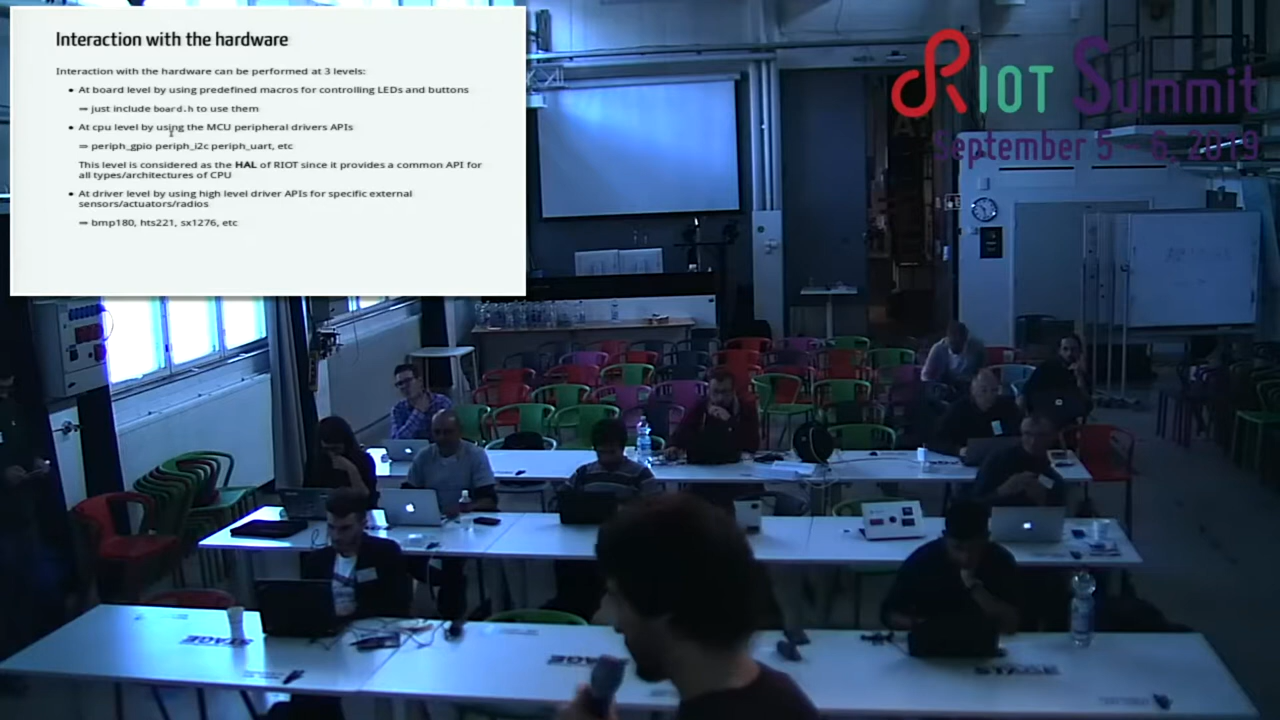 Interaction with the hardware
Interaction with the hardware can be performed at 3 levels:
• At board level by using predefined macros for controlling LEDs and buttons
⇒ just include board.h to use them
• At cpu level by using the MCU peripheral drivers APIs
⇒ periph_gpio periph_i2c periph_uart, etc
This level is considered as the HAL of RIOT since it provides a common API for
all types/architectures of CPU
• At driver level by using high level driver APIs for specific external
sensors/actuators/radios
⇒ bmp180, hts221, sx1276, etc
RIOT Summit
September 5 - 6, 2019
STAGE
STAGE
STAGE